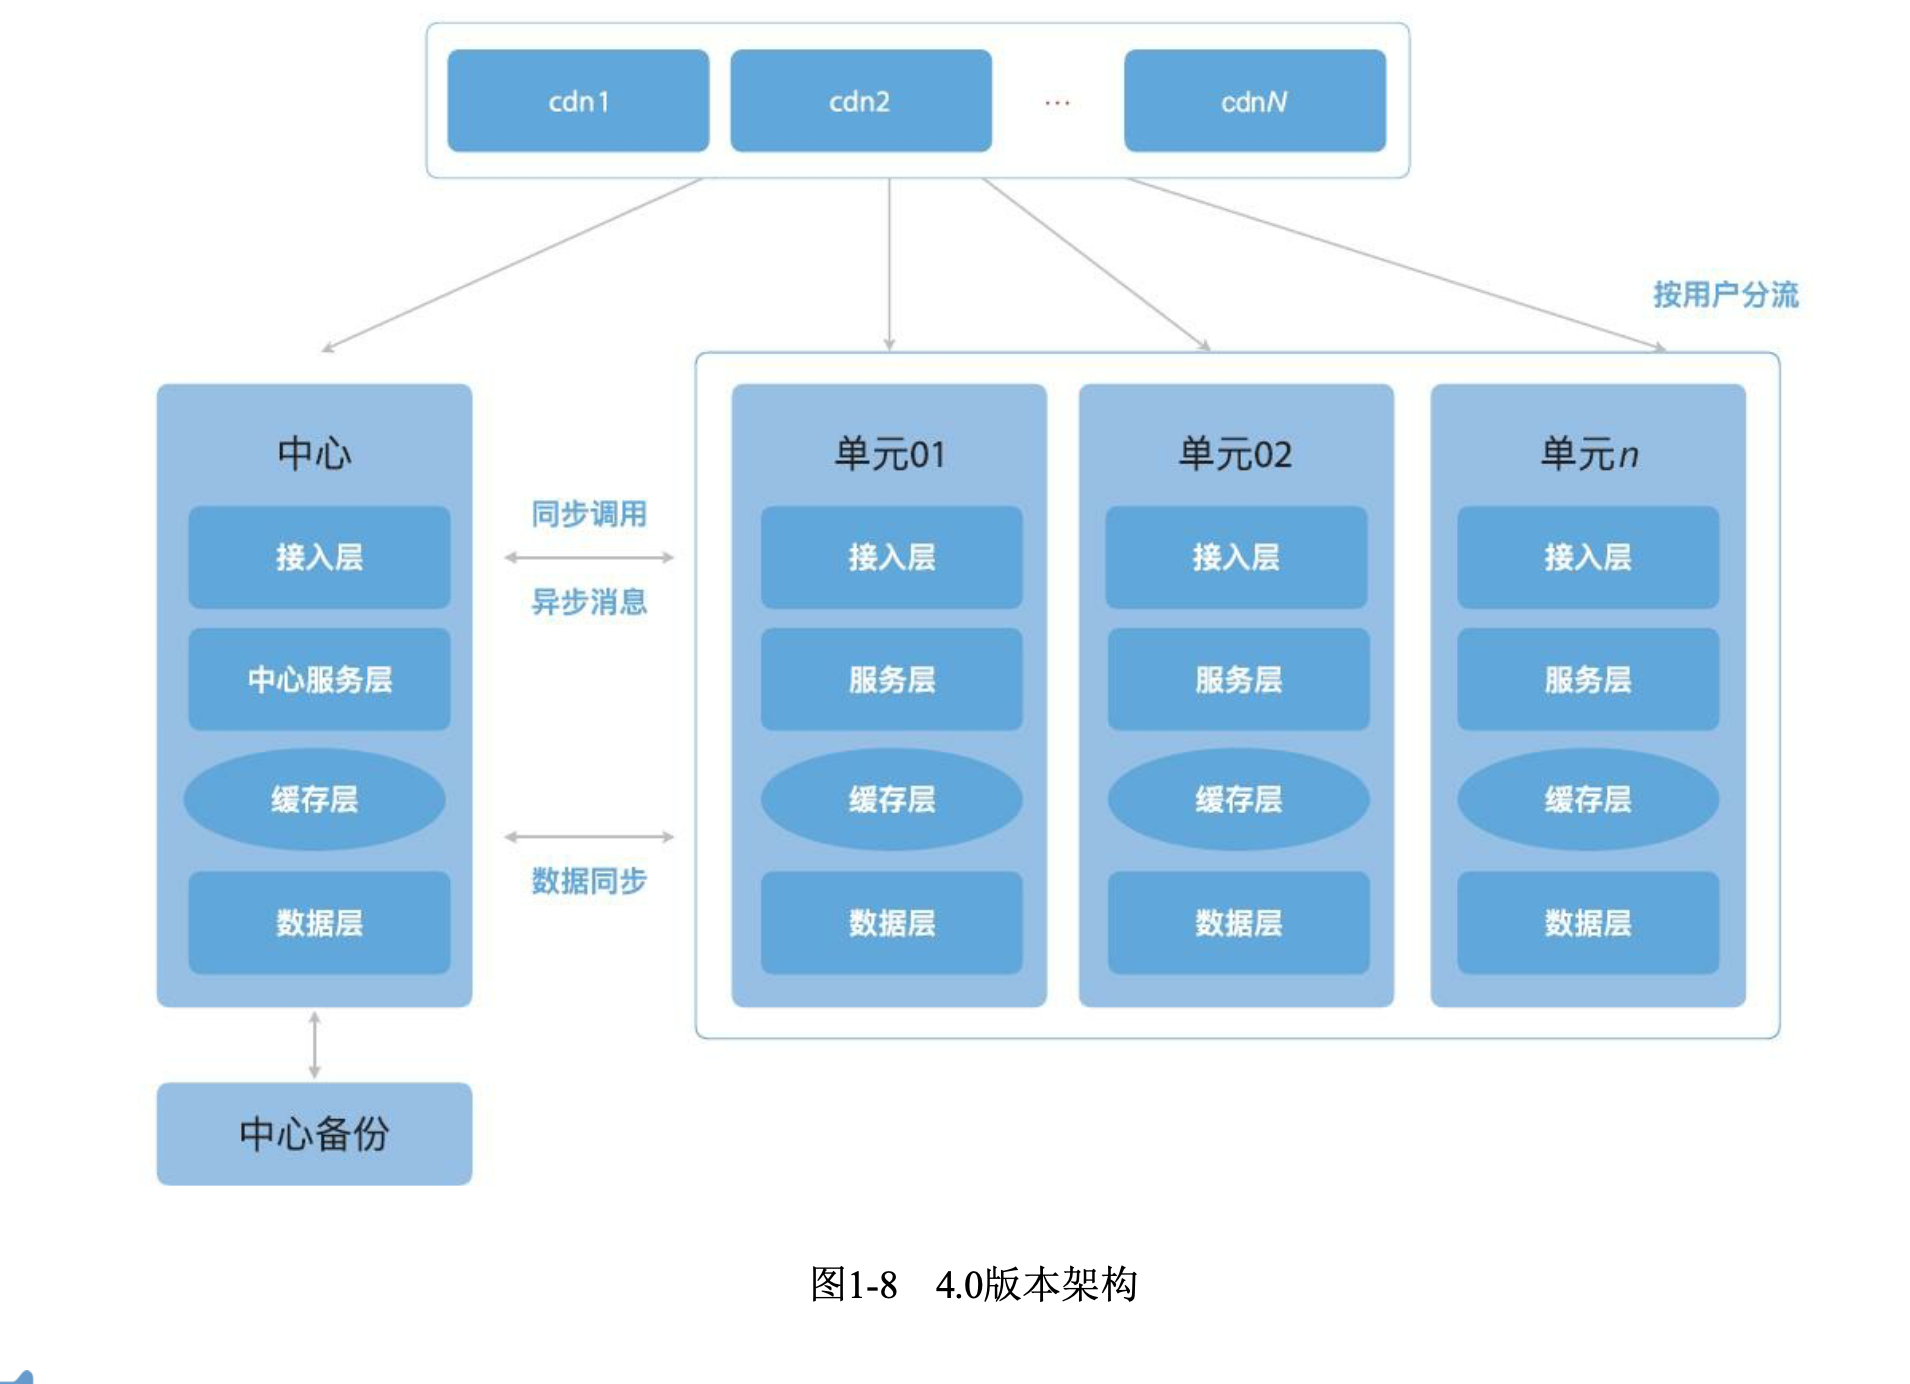 cdn1
cdn2
...
cdnN
按用户分流
中心
接入层
中心服务层
缓存层
数据层
同步调用
异步消息
数据同步
单元01
接入层
服务层
缓存层
数据层
单元02
接入层
服务层
缓存层
数据层
单元n
接入层
服务层
缓存层
数据层
中心备份
图1-8 4.0版本架构